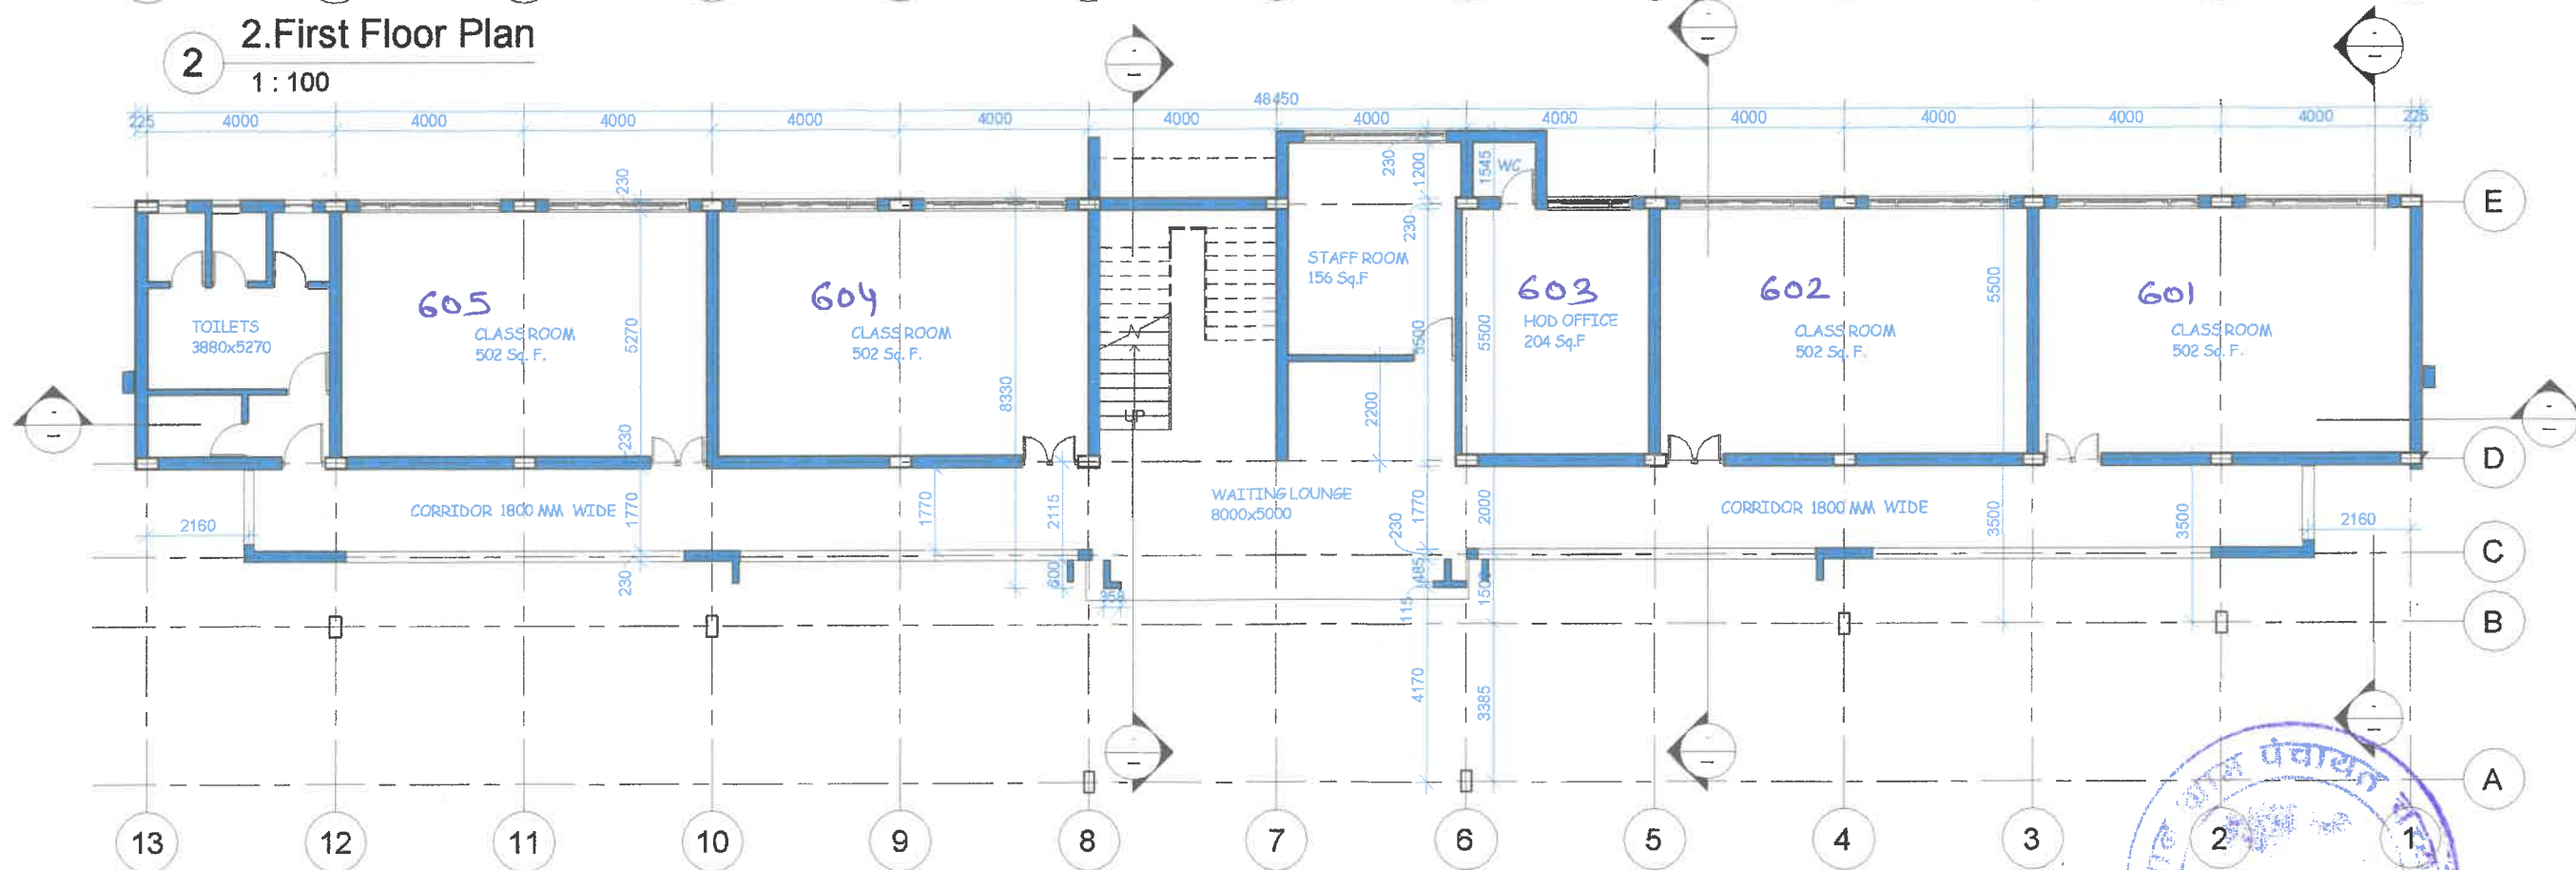 2.First Floor Plan
2
1 : 100
48450
225 4000 4000 4000 4000 4000 4000 4000 4000 4000 4000 4000 4000 225
230 230 1200 1545 WC
E
230
STAFF ROOM
156 Sq.F
605 604 603 602 601
TOILETS
3880x5270
CLASS ROOM
502 Sq. F.
5270
CLASS ROOM
502 Sq. F.
8330
5500
5500
HOD OFFICE
204 Sq.F
CLASS ROOM
502 Sq. F.
5500
CLASS ROOM
502 Sq. F.
UP
2200
230
D
CORRIDOR 1800 MM WIDE
2160
1770
1770
2115
WAITING LOUNGE
8000x5000
230
1770
2000
CORRIDOR 1800 MM WIDE
3500
3500
2160
C
230
600
485
115
B
4170
3385
A
13 12 11 10 9 8 7 6 5 4 3 2 1
ग्राम पंचायत